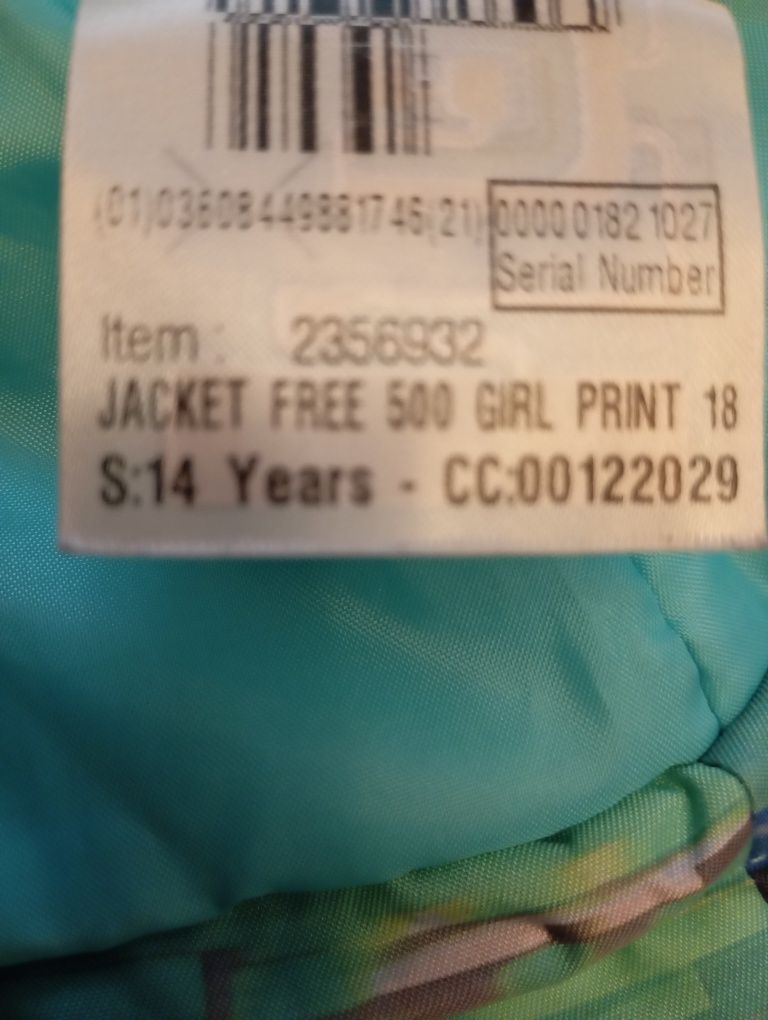 (01)03608449881746(21)0000 0182 1027
Serial Number
Item : 2356932
JACKET FREE 500 GIRL PRINT 18
S:14 Years - CC:00122029